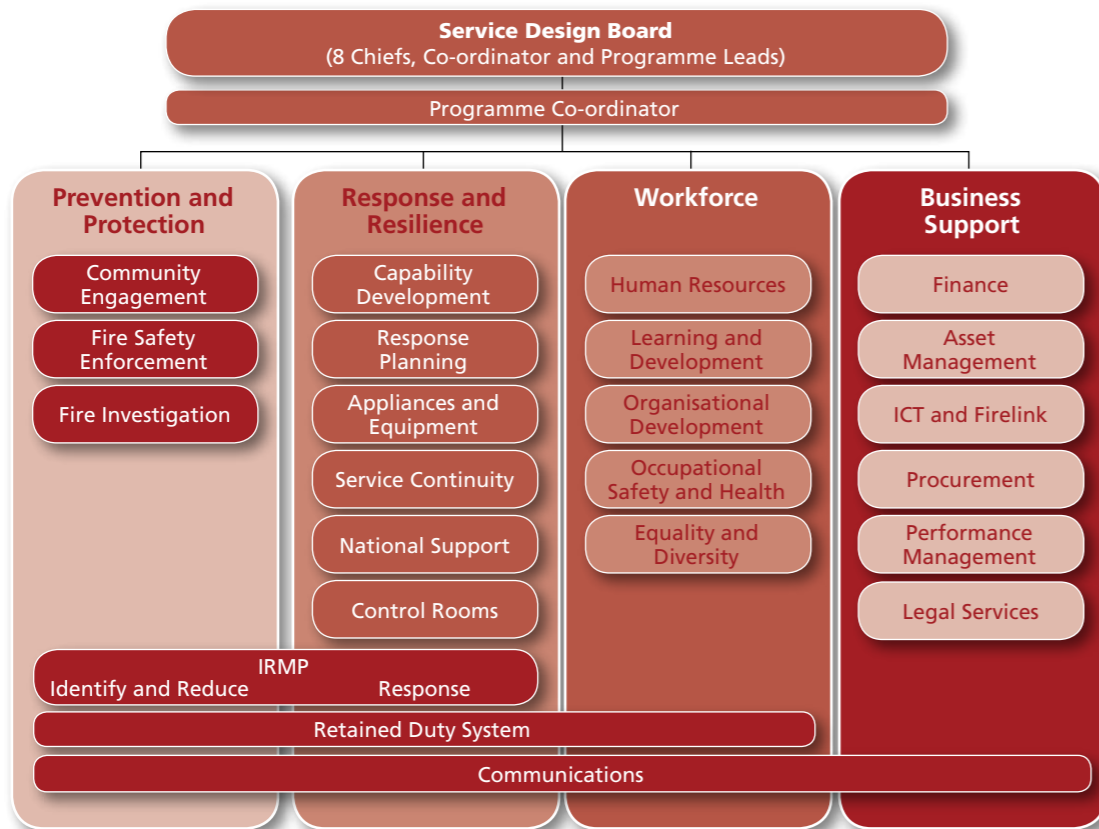 Service Design Board
(8 Chiefs, Co-ordinator and Programme Leads)
Programme Co-ordinator
Prevention and
Protection
Community
Engagement
Fire Safety
Enforcement
Fire Investigation
Response and
Resilience
Capability
Development
Response
Planning
Appliances and
Equipment
Service Continuity
National Support
Control Rooms
Workforce
Human Resources
Learning and
Development
Organisational
Development
Occupational
Safety and Health
Equality and
Diversity
Business
Support
Finance
Asset
Management
ICT and Firelink
Procurement
Performance
Management
Legal Services
IRMP
Identify and Reduce Response
Retained Duty System
Communications